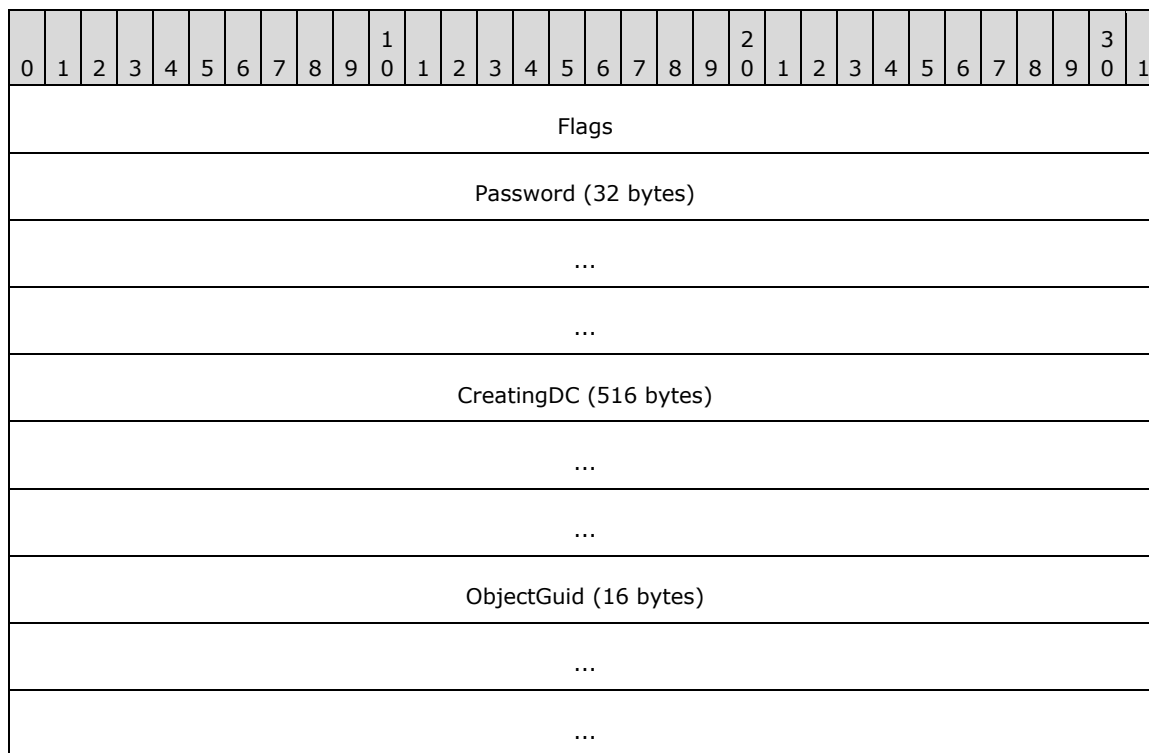 1 2 3
0 1 2 3 4 5 6 7 8 9 0 1 2 3 4 5 6 7 8 9 0 1 2 3 4 5 6 7 8 9 0 1
Flags
Password (32 bytes)
...
...
CreatingDC (516 bytes)
...
...
ObjectGuid (16 bytes)
...
...